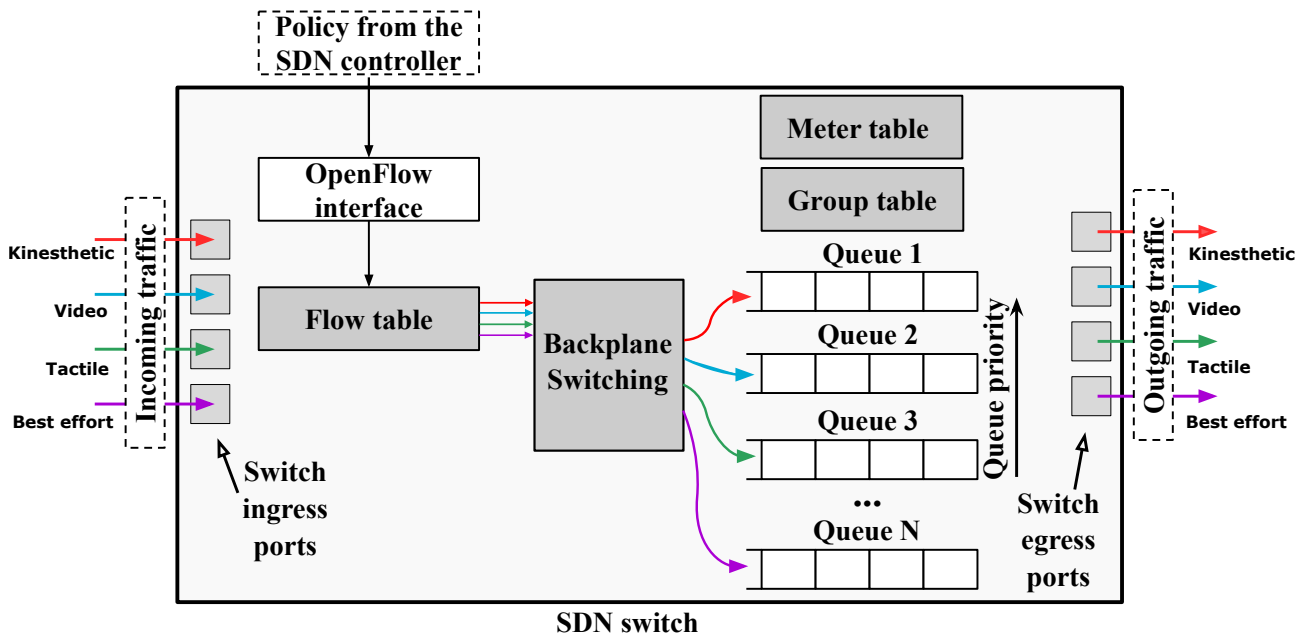 Policy from the
SDN controller
OpenFlow
interface
Flow table
Backplane
Switching
Meter table
Group table
Queue 1
Queue 2
Queue 3
...
Queue N
Queue priority
Incoming traffic
Kinesthetic
Video
Tactile
Best effort
Switch
ingress
ports
Outgoing traffic
Kinesthetic
Video
Tactile
Best effort
Switch
egress
ports
SDN switch